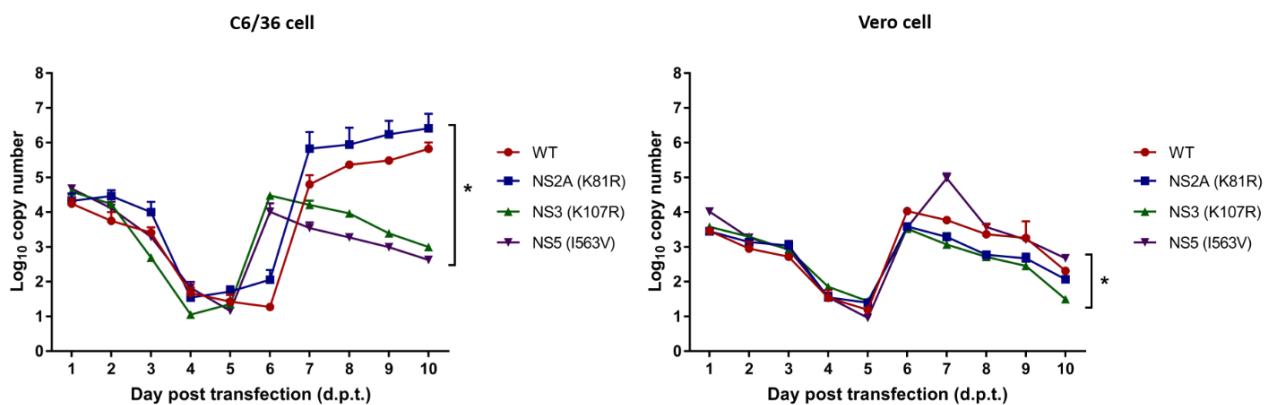 C6/36 cell
Log10 copy number
8
7
6
5
4
3
2
1
0
1 2 3 4 5 6 7 8 9 10
Day post transfection (d.p.t.)
WT
NS2A (K81R)
NS3 (K107R)
NS5 (I563V)
*
Vero cell
Log10 copy number
8
7
6
5
4
3
2
1
0
1 2 3 4 5 6 7 8 9 10
Day post transfection (d.p.t.)
WT
NS2A (K81R)
NS3 (K107R)
NS5 (I563V)
*